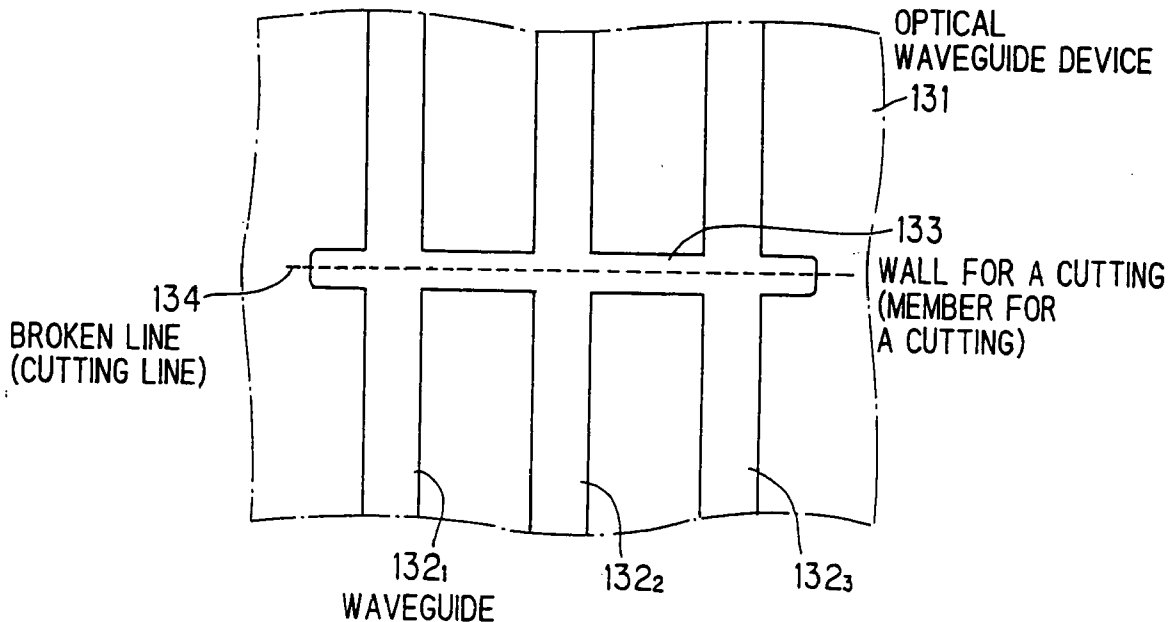 OPTICAL
WAVEGUIDE DEVICE
131
133
WALL FOR A CUTTING
(MEMBER FOR
A CUTTING)
134
BROKEN LINE
(CUTTING LINE)
132₁
WAVEGUIDE
132₂
132₃